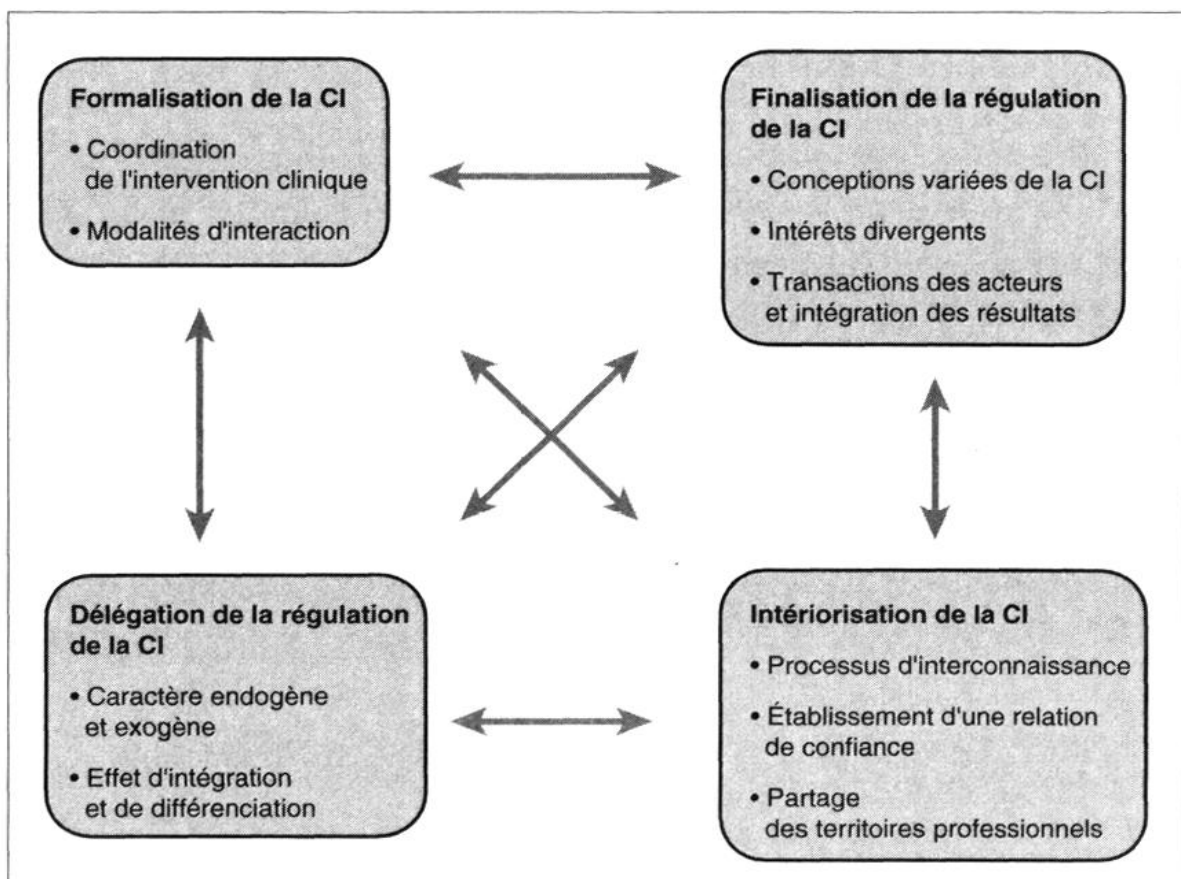 Formalisation de la CI
• Coordination
de l'intervention clinique
• Modalités d'interaction
Finalisation de la régulation
de la CI
• Conceptions variées de la CI
• Intérêts divergents
• Transactions des acteurs
et intégration des résultats
Délégation de la régulation
de la CI
• Caractère endogène
et exogène
• Effet d'intégration
et de différenciation
Intériorisation de la CI
• Processus d'interconnaissance
• Établissement d'une relation
de confiance
• Partage
des territoires professionnels